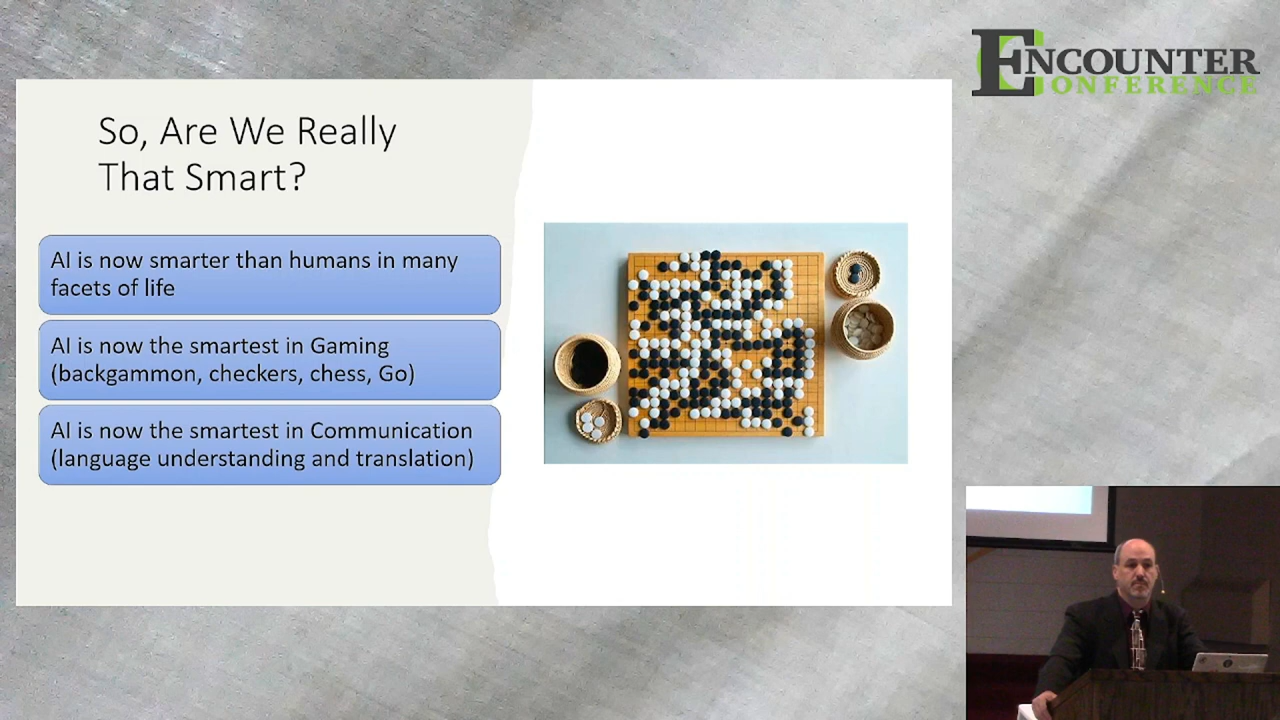 ENCOUNTER
CONFERENCE
So, Are We Really
That Smart?
AI is now smarter than humans in many
facets of life
AI is now the smartest in Gaming
(backgammon, checkers, chess, Go)
AI is now the smartest in Communication
(language understanding and translation)